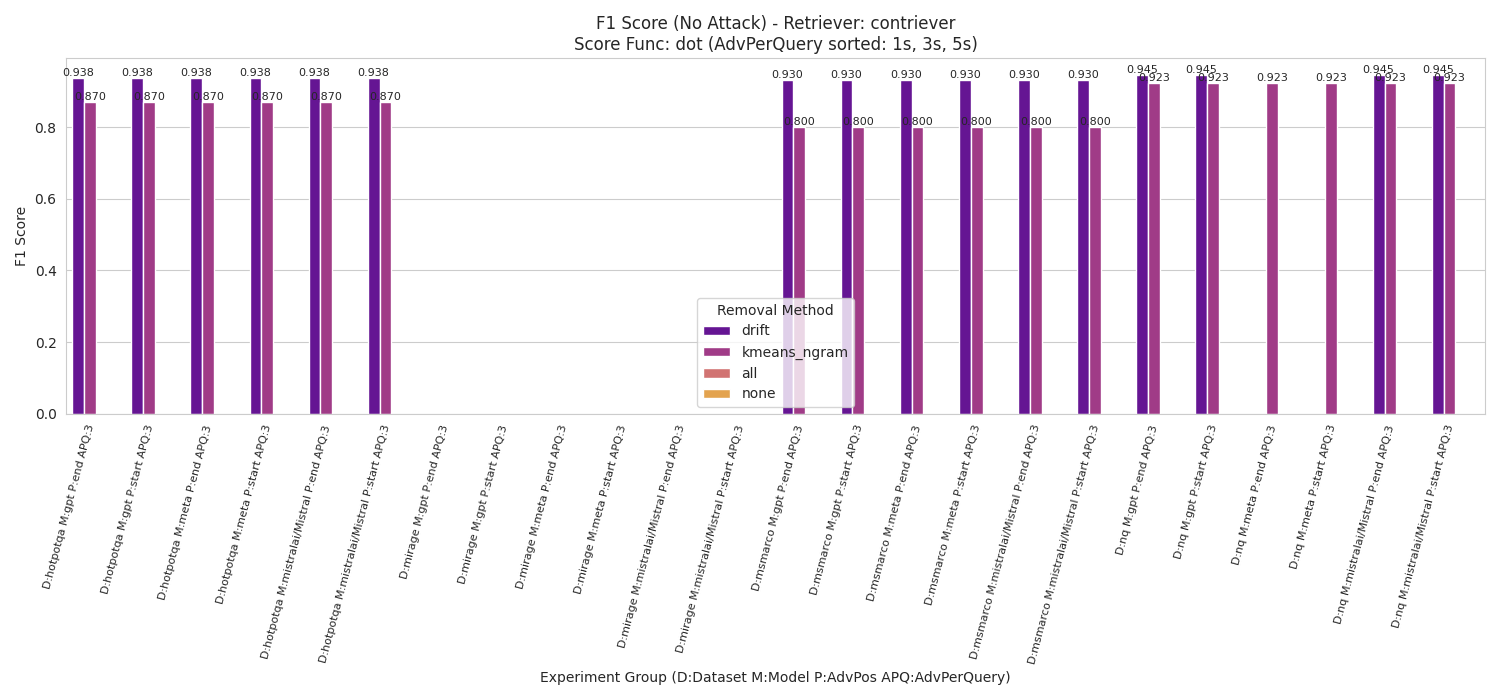 F1 Score (No Attack) - Retriever: contriever
Score Func: dot (AdvPerQuery sorted: 1s, 3s, 5s)
F1 Score
0.8
0.6
0.4
0.2
0.0
0.938
0.870
0.938
0.870
0.938
0.870
0.938
0.870
0.938
0.870
0.938
0.870
0.930
0.800
0.930
0.800
0.930
0.800
0.930
0.800
0.930
0.800
0.930
0.800
0.945
0.923
0.945
0.923
0.923
0.923
0.945
0.923
0.945
0.923
Removal Method
drift
kmeans_ngram
all
none
D:hotpotqa M:gpt P:end APQ:3
D:hotpotqa M:gpt P:start APQ:3
D:hotpotqa M:meta P:end APQ:3
D:hotpotqa M:meta P:start APQ:3
D:hotpotqa M:mistralai/Mistral P:end APQ:3
D:hotpotqa M:mistralai/Mistral P:start APQ:3
D:mirage M:gpt P:end APQ:3
D:mirage M:gpt P:start APQ:3
D:mirage M:meta P:end APQ:3
D:mirage M:meta P:start APQ:3
D:mirage M:mistralai/Mistral P:end APQ:3
D:mirage M:mistralai/Mistral P:start APQ:3
D:msmarco M:gpt P:end APQ:3
D:msmarco M:gpt P:start APQ:3
D:msmarco M:meta P:end APQ:3
D:msmarco M:meta P:start APQ:3
D:msmarco M:mistralai/Mistral P:end APQ:3
D:msmarco M:mistralai/Mistral P:start APQ:3
D:nq M:gpt P:end APQ:3
D:nq M:gpt P:start APQ:3
D:nq M:meta P:end APQ:3
D:nq M:meta P:start APQ:3
D:nq M:mistralai/Mistral P:end APQ:3
D:nq M:mistralai/Mistral P:start APQ:3
Experiment Group (D:Dataset M:Model P:AdvPos APQ:AdvPerQuery)